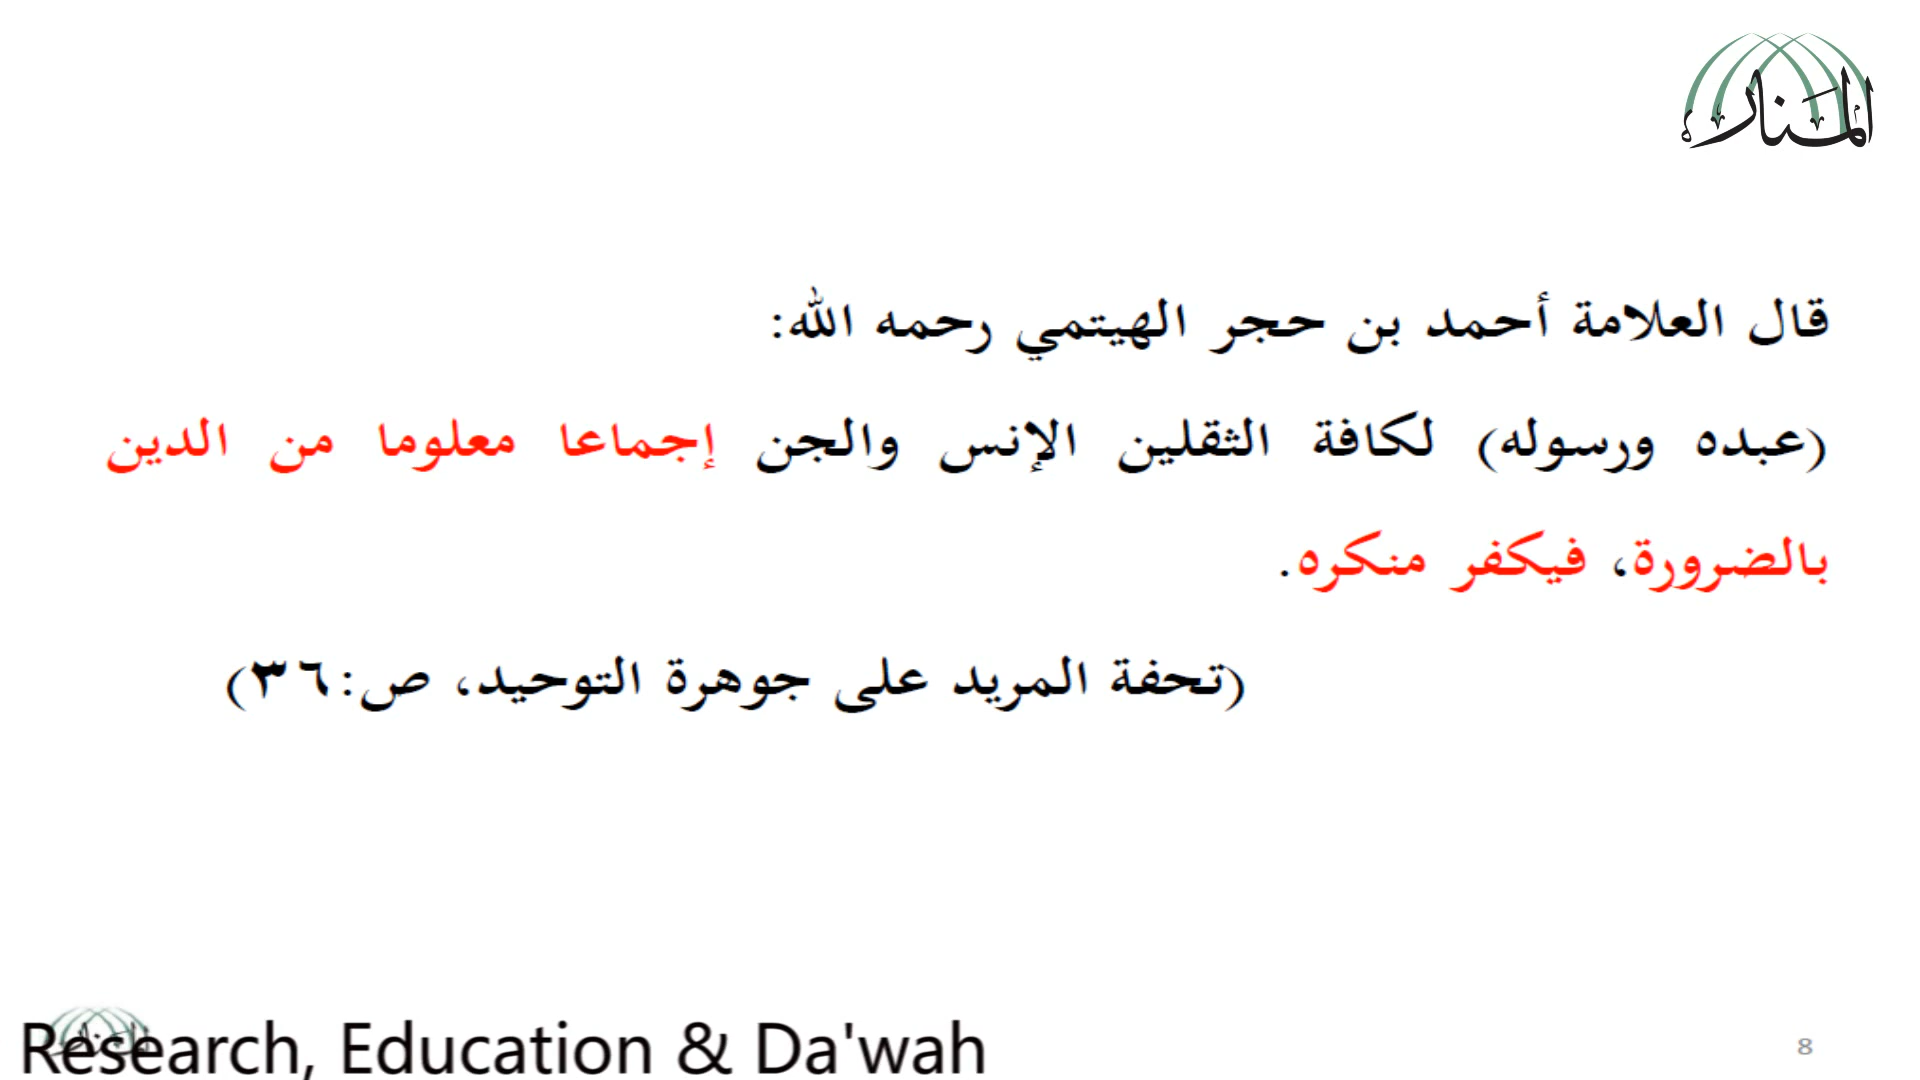 المنارة
قال العلامة أحمد بن حجر الهيتمي رحمه الله:
(عبده ورسوله) لكافة الثقلين الإنس والجن إجماعا معلوما من الدين
بالضرورة، فيكفر منكره.
(تحفة المريد على جوهرة التوحيد، ص:٣٦)
Research, Education & Da'wah
8